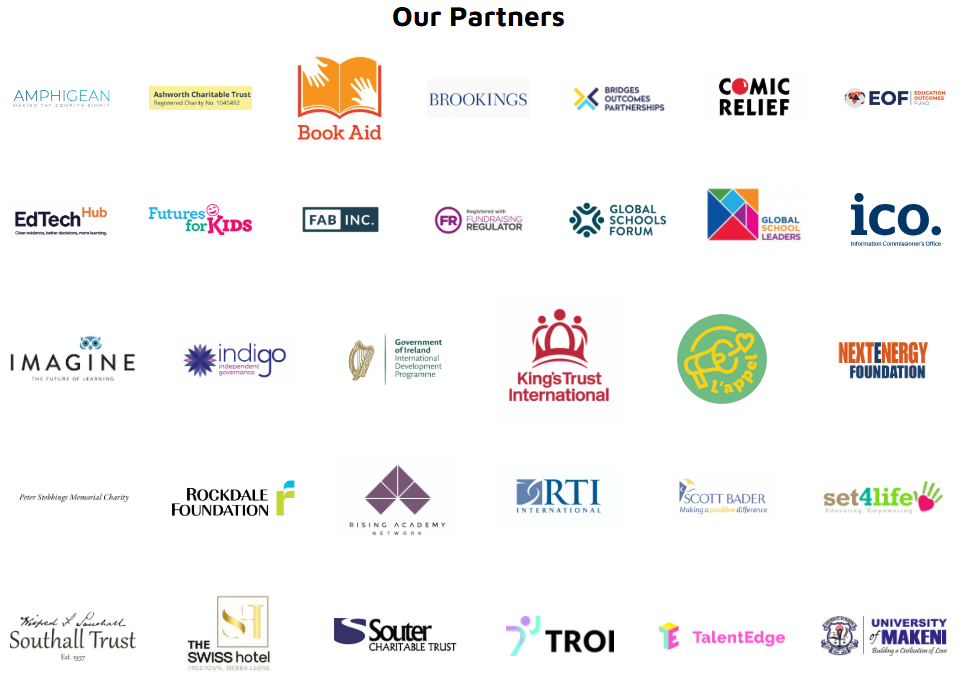 Our Partners
AMPHIGEAN
MAKING THE COMPLEX SIMPLE
Ashworth Charitable Trust
Registered Charity No. 1045492
Book Aid
BROOKINGS
BRIDGES
OUTCOMES
PARTNERSHIPS
COMIC
RELIEF
EOF
EDUCATION
OUTCOMES
FUND
EdTech Hub
Clear evidence, better decisions, more learning.
Futures
for KIDS
FAB INC.
FR
Registered with
FUNDRAISING
REGULATOR
GLOBAL
SCHOOLS
FORUM
GLOBAL
SCHOOL
LEADERS
ico.
Information Commissioner's Office
IMAGINE
THE FUTURE OF LEARNING
indigo
independent
governance
Government
of Ireland
International
Development
Programme
King's Trust
International
L'appel
NEXTENERGY
FOUNDATION
Peter Stebbings Memorial Charity
ROCKDALE
FOUNDATION
rf
RISING ACADEMY
NETWORK
RTI
INTERNATIONAL
SCOTT BADER
Making a positive difference
set4life
Educating. Empowering
Wilfred L Southall
Southall Trust
Est. 1937
SH
THE
SWISS hotel
FREETOWN, SIERRA LEONE
Souter
CHARITABLE TRUST
TROI
TalentEdge
UNIVERSITY
of MAKENI
Building a Civilization of Love